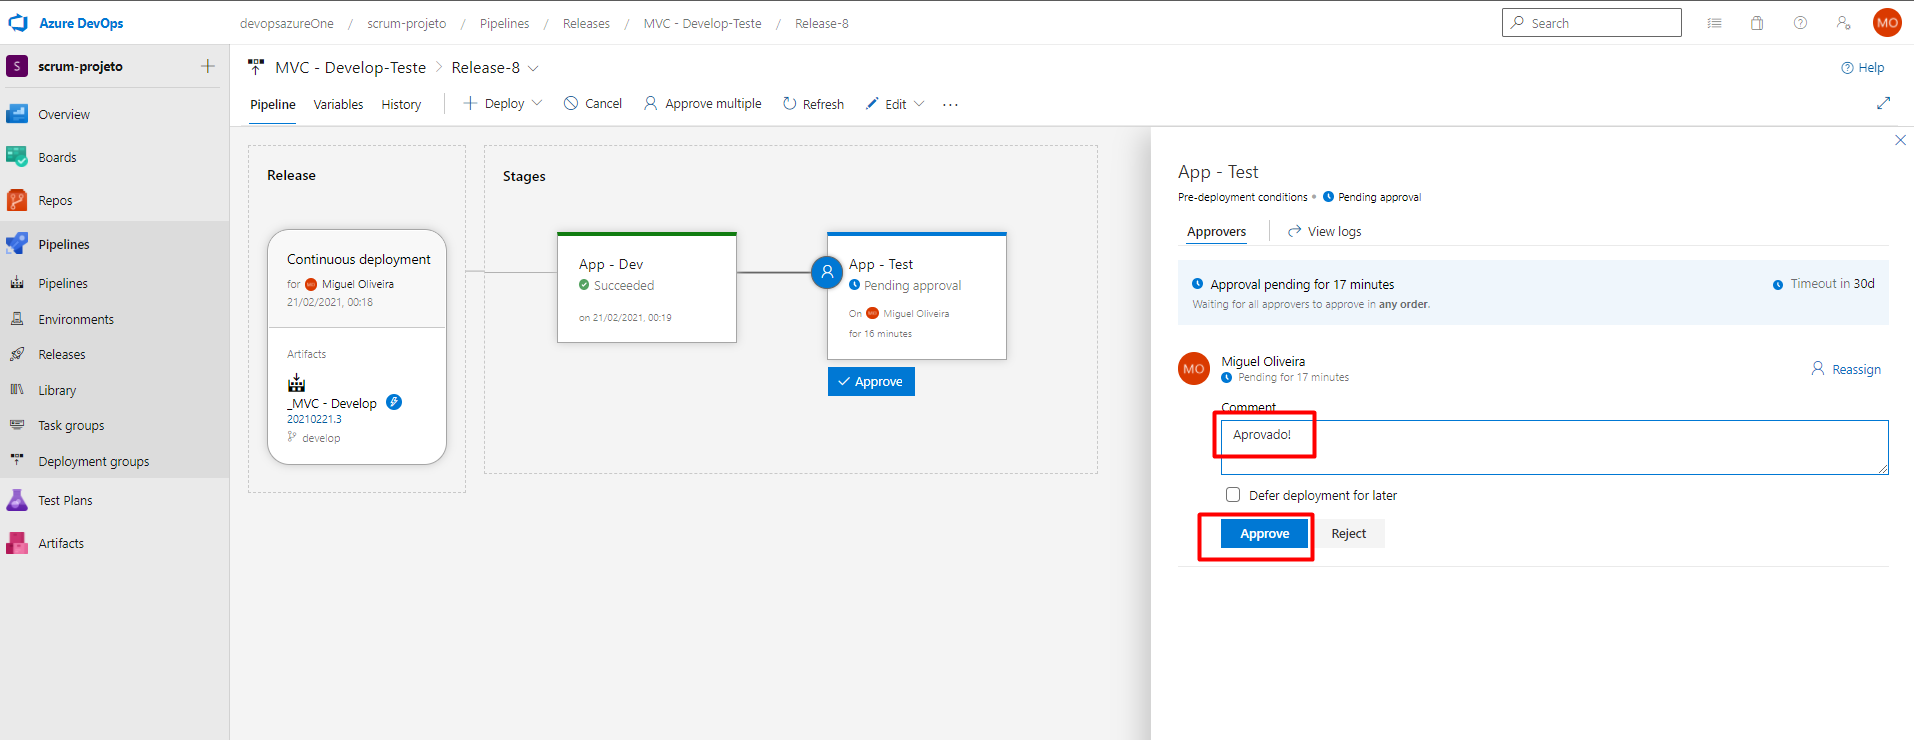 Azure DevOps
devopsazureOne / scrum-projeto / Pipelines / Releases / MVC - Develop-Teste / Release-8
Search
MO
S scrum-projeto
Overview
Boards
Repos
Pipelines
Pipelines
Environments
Releases
Library
Task groups
Deployment groups
Test Plans
Artifacts
MVC - Develop-Teste > Release-8
Help
Pipeline Variables History Deploy Cancel Approve multiple Refresh Edit ...
Release
Continuous deployment
for MO Miguel Oliveira
21/02/2021, 00:18
Artifacts
_MVC - Develop
20210221.3
develop
Stages
App - Dev
Succeeded
on 21/02/2021, 00:19
App - Test
Pending approval
On MO Miguel Oliveira
for 16 minutes
Approve
App - Test
Pre-deployment conditions • Pending approval
Approvers View logs
Approval pending for 17 minutes
Timeout in 30d
Waiting for all approvers to approve in any order.
MO
Miguel Oliveira
Pending for 17 minutes
Reassign
Comment
Aprovado!
Defer deployment for later
Approve Reject